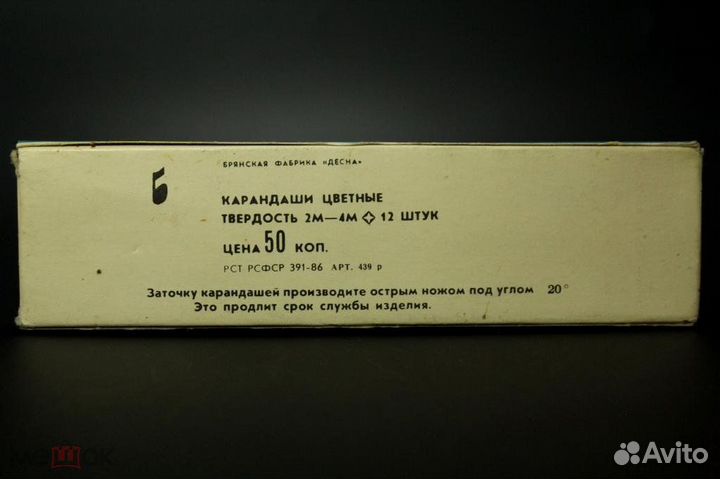 БРЯНСКАЯ ФАБРИКА «ДЕСНА»
Б
КАРАНДАШИ ЦВЕТНЫЕ
ТВЕРДОСТЬ 2М—4М 12 ШТУК
ЦЕНА 50 КОП.
РСТ РСФСР 391-86 АРТ. 439 р
Заточку карандашей производите острым ножом под углом 20°
Это продлит срок службы изделия.
мешок
Avito